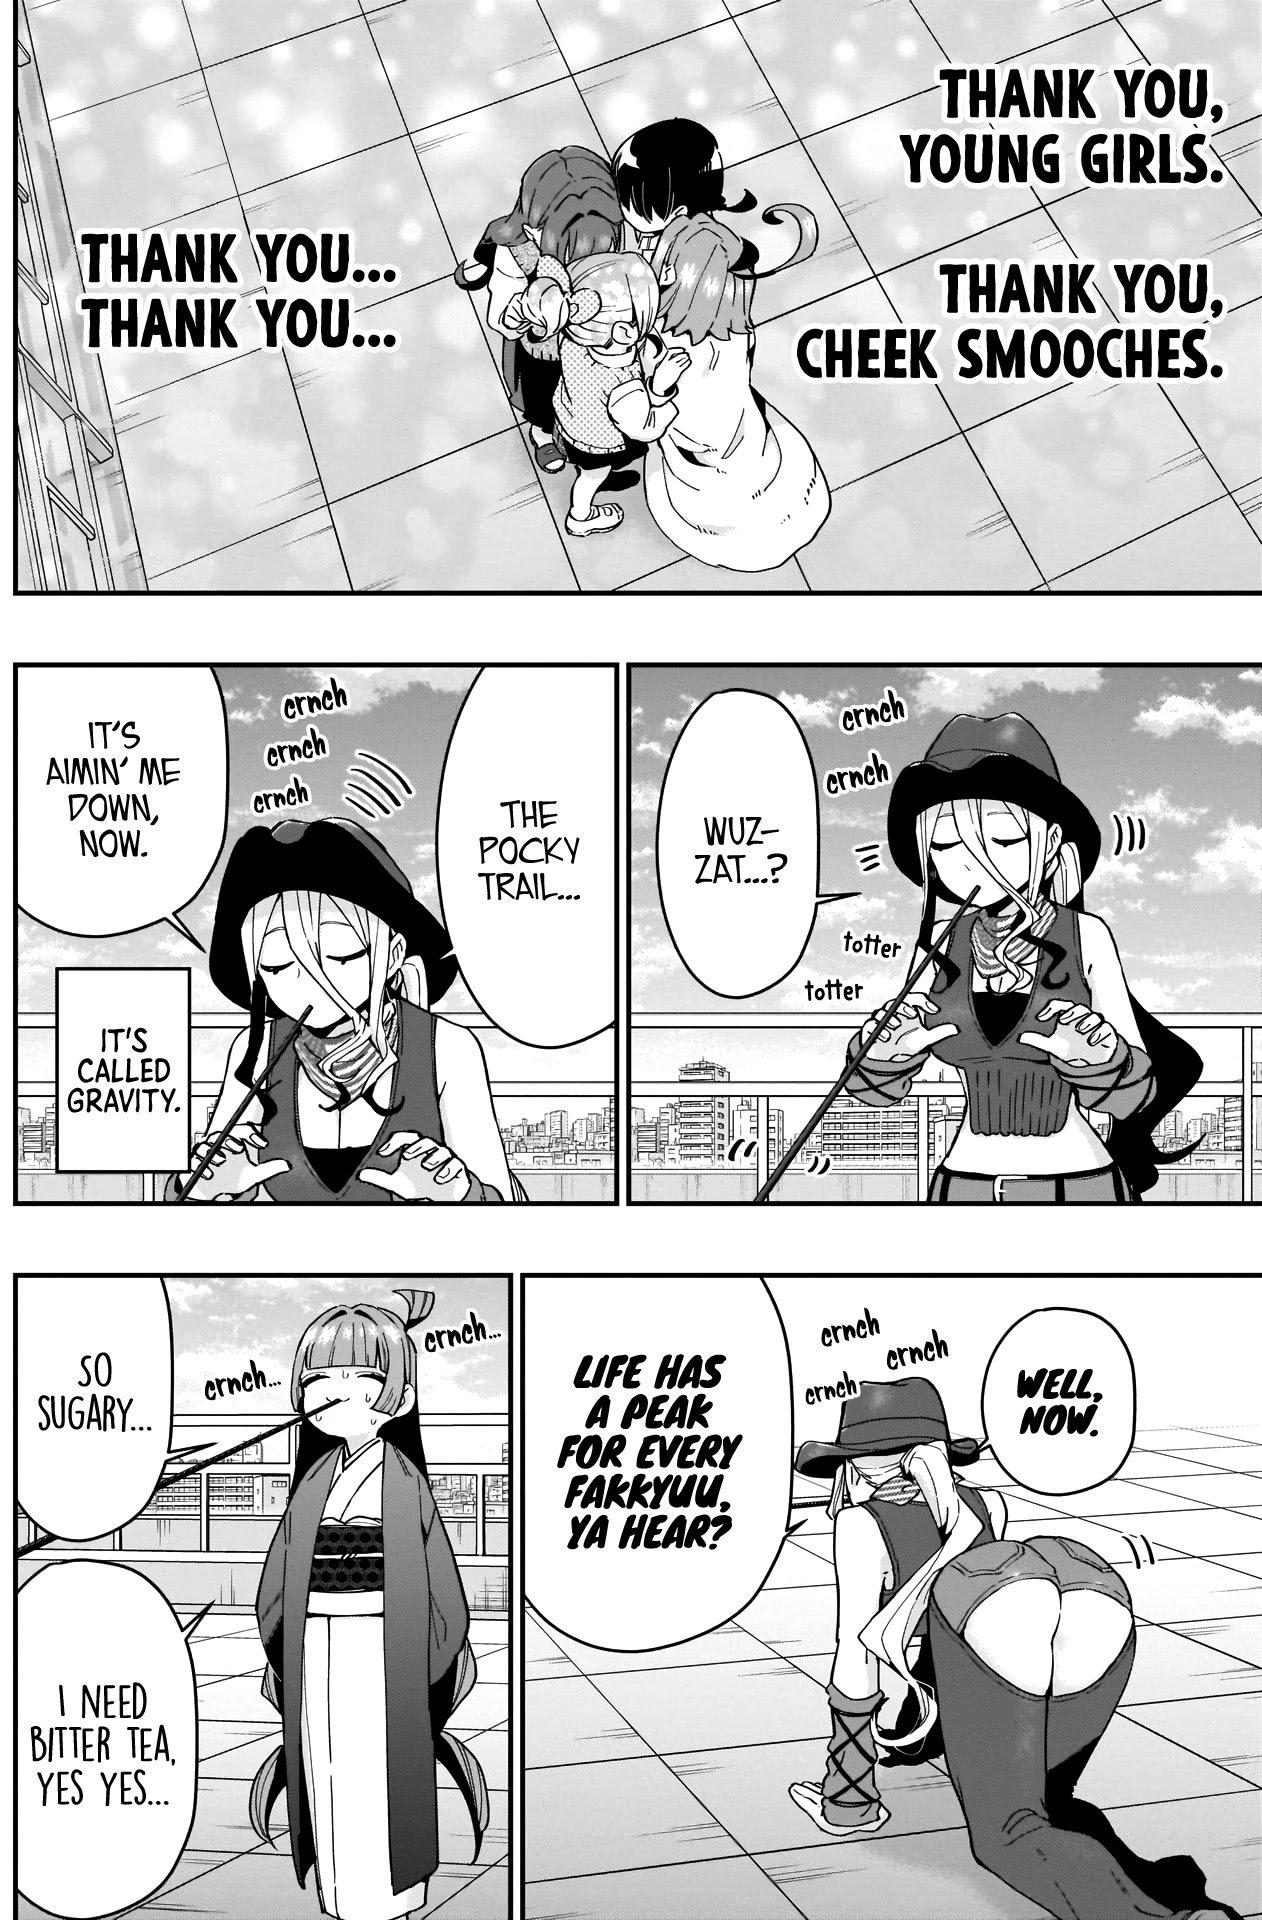 THANK YOU,
YOUNG GIRLS.
THANK YOU,
CHEEK SMOOCHES.
THANK YOU...
THANK YOU...
crnch
crnch
WUZ-
ZAT...?
totter
totter
THE
POCKY
TRAIL...
crnch
crnch
crnch
IT'S
AIMIN' ME
DOWN,
NOW.
IT'S
CALLED
GRAVITY.
WELL,
NOW.
crnch
crnch
crnch
LIFE HAS
A PEAK
FOR EVERY
FAKKYUU,
YA HEAR?
crnch...
crnch...
SO
SUGARY...
I NEED
BITTER TEA,
YES YES...